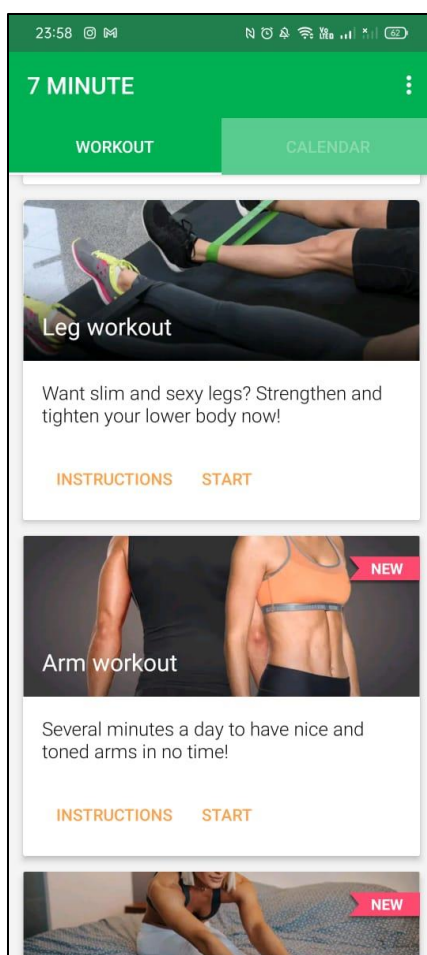 23:58
62
7 MINUTE
WORKOUT
CALENDAR
Leg workout
Want slim and sexy legs? Strengthen and
tighten your lower body now!
INSTRUCTIONS START
NEW
Arm workout
Several minutes a day to have nice and
toned arms in no time!
INSTRUCTIONS START
NEW